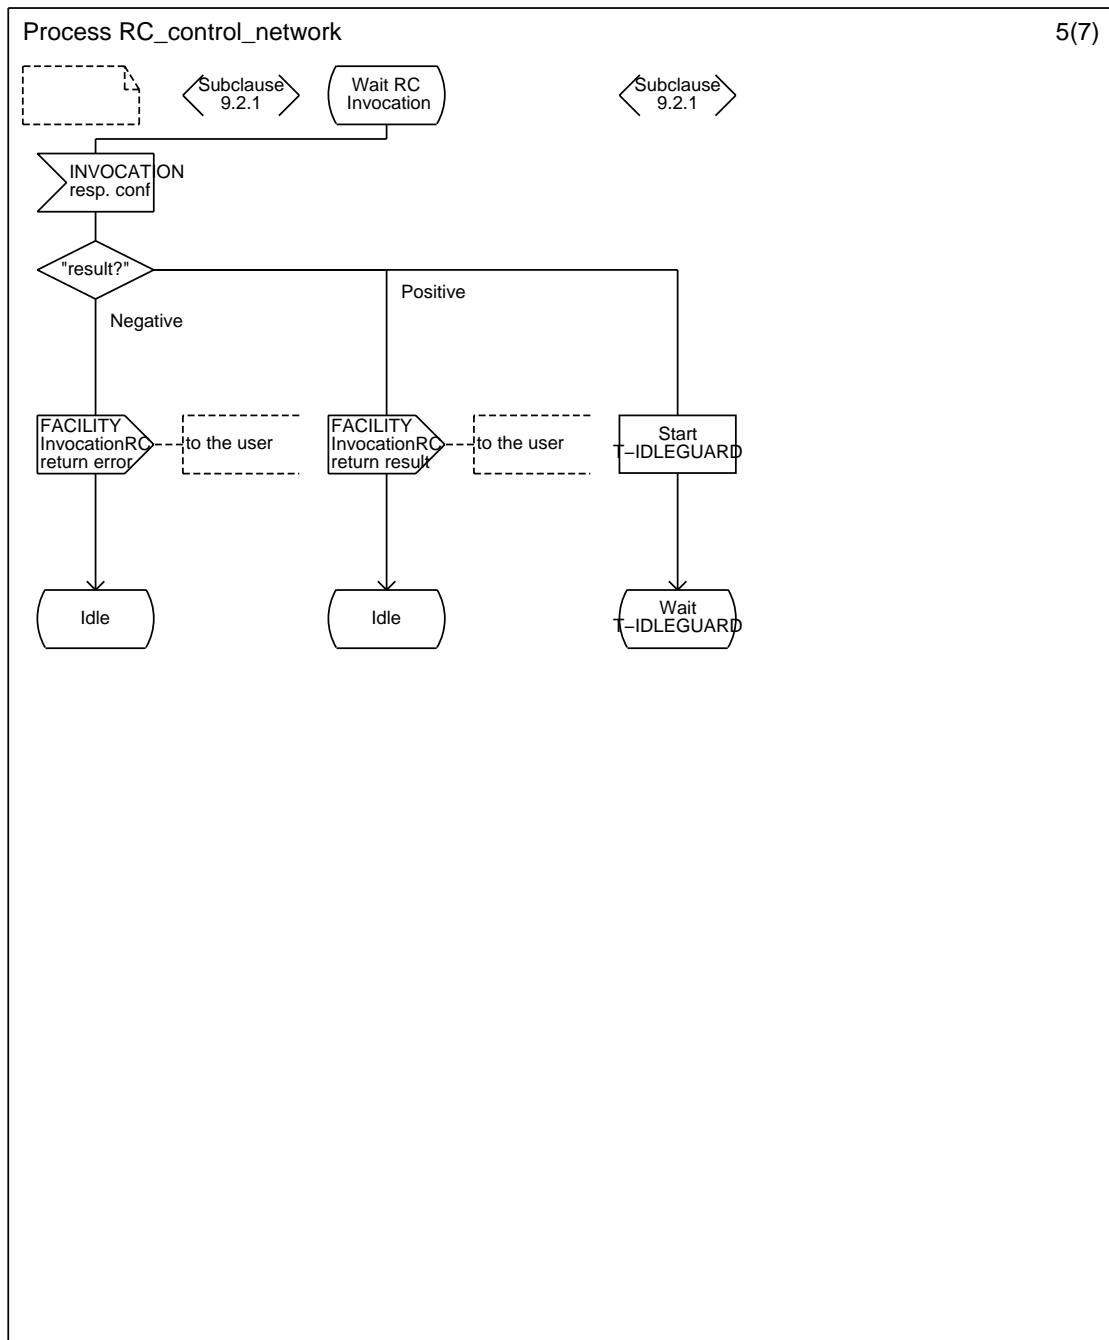 Process RC_control_network
5(7)
Subclause
9.2.1
Wait RC
Invocation
Subclause
9.2.1
INVOCATION
resp. conf
"result?"
Positive
Negative
FACILITY
InvocationRC
return error
to the user
FACILITY
InvocationRC
return result
to the user
Start
T–IDLEGUARD
Idle
Idle
Wait
T–IDLEGUARD